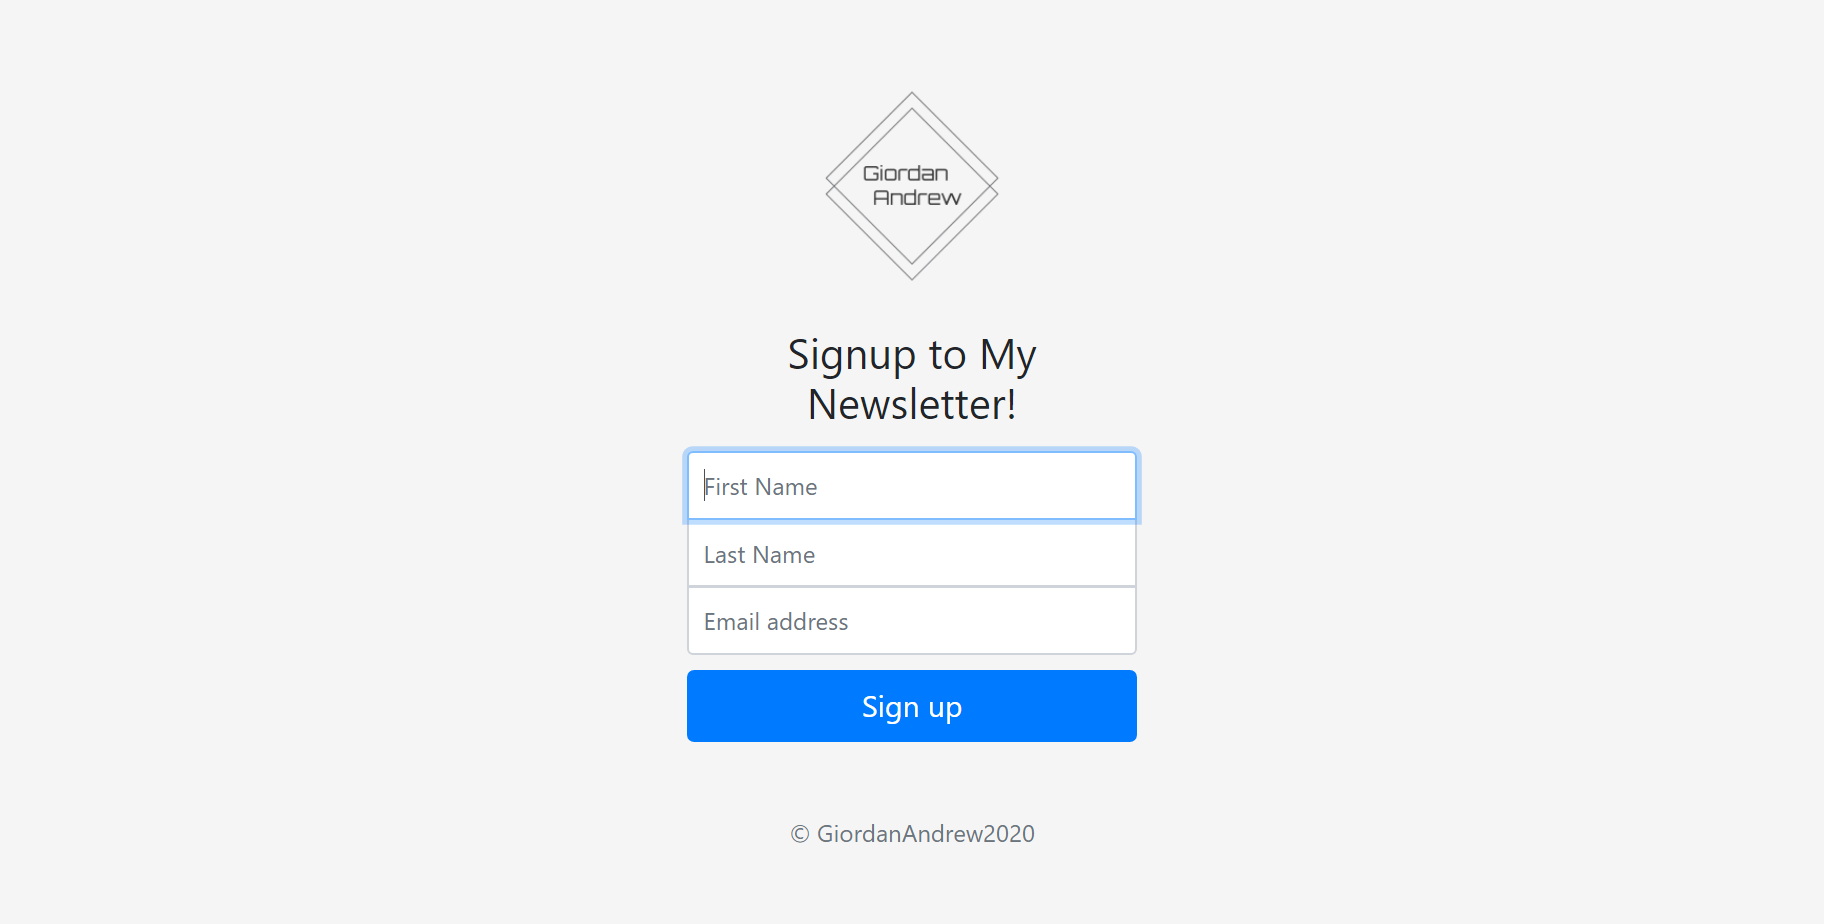 Giordan
Andrew
Signup to My
Newsletter!
First Name
Last Name
Email address
Sign up
© GiordanAndrew2020